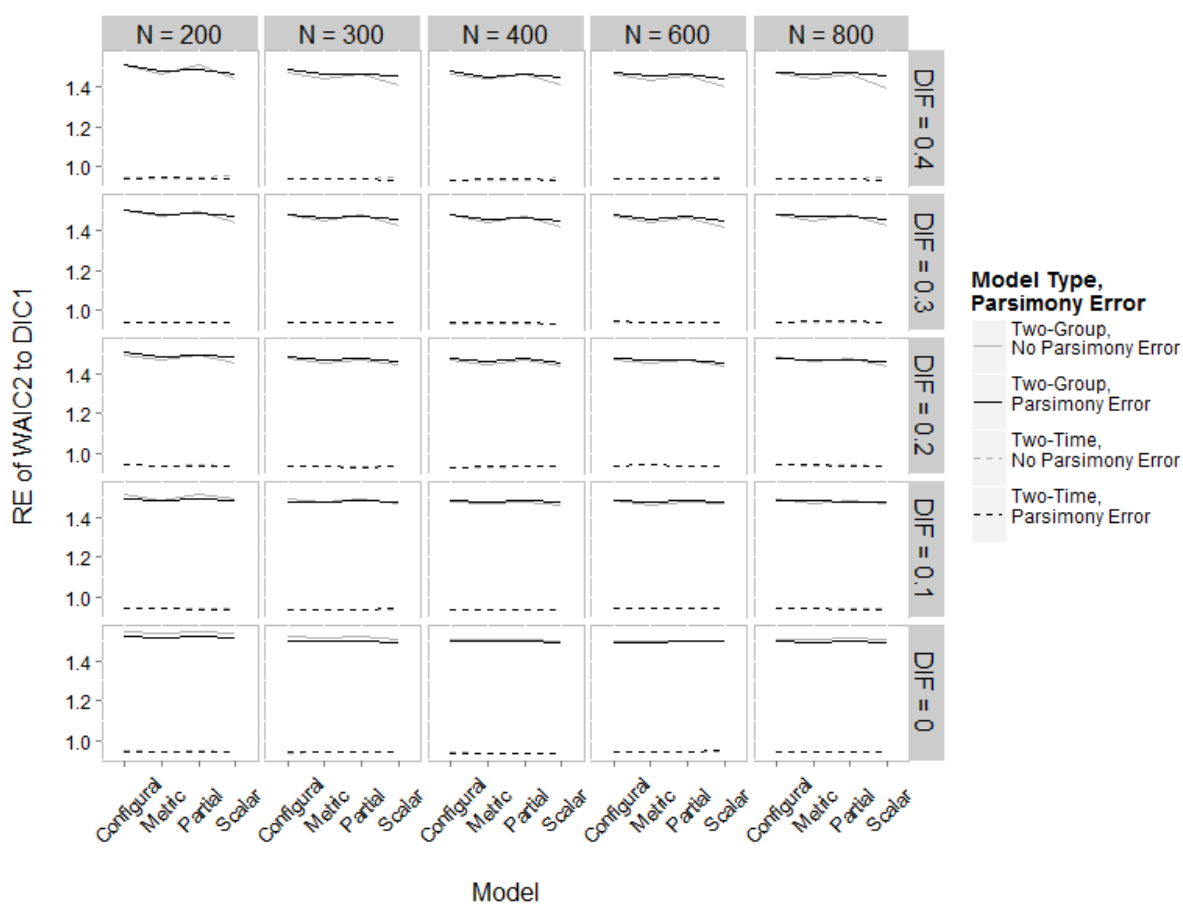 N = 200 N = 300 N = 400 N = 600 N = 800
1.4
1.2
1.0
DIF = 0.4
1.4
1.2
1.0
DIF = 0.3
1.4
1.2
1.0
DIF = 0.2
1.4
1.2
1.0
DIF = 0.1
1.4
1.2
1.0
DIF = 0
RE of WAIC2 to DIC1
Configural Metric Partial Scalar Configural Metric Partial Scalar Configural Metric Partial Scalar Configural Metric Partial Scalar Configural Metric Partial Scalar
Model
Model Type,
Parsimony Error
Two-Group,
No Parsimony Error
Two-Group,
Parsimony Error
Two-Time,
No Parsimony Error
Two-Time,
Parsimony Error